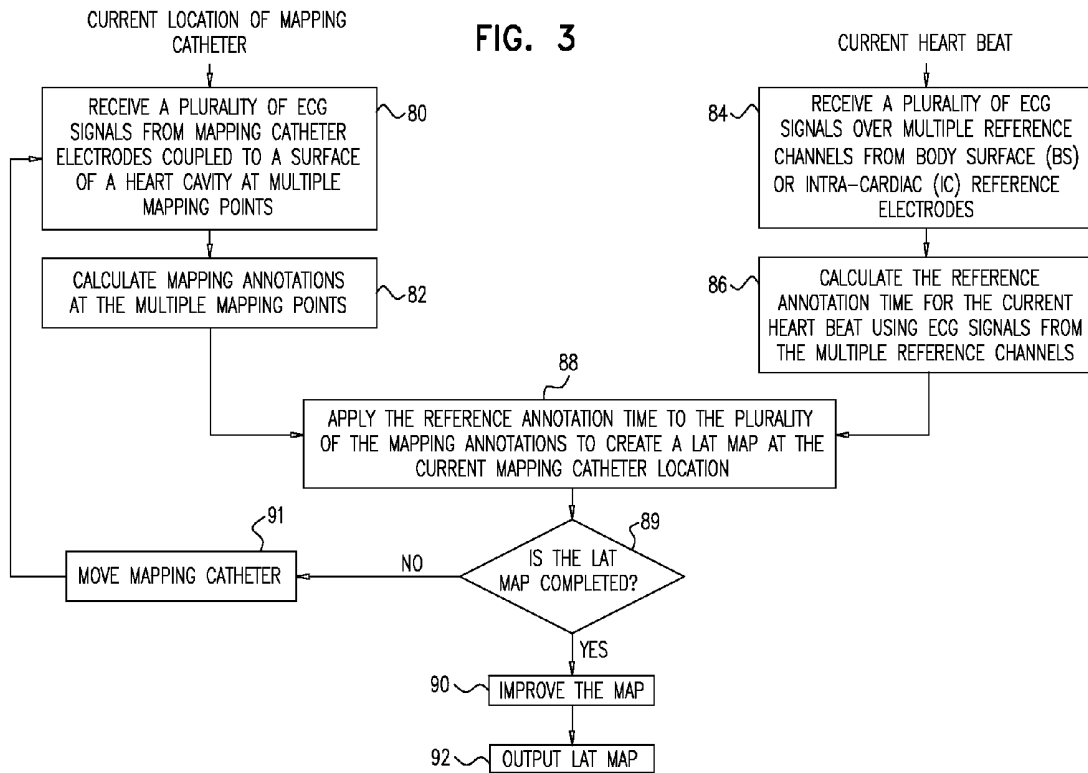 FIG. 3
CURRENT LOCATION OF MAPPING
CATHETER
RECEIVE A PLURALITY OF ECG
SIGNALS FROM MAPPING CATHETER
ELECTRODES COUPLED TO A SURFACE
OF A HEART CAVITY AT MULTIPLE
MAPPING POINTS
80
CALCULATE MAPPING ANNOTATIONS
AT THE MULTIPLE MAPPING POINTS
82
CURRENT HEART BEAT
84
RECEIVE A PLURALITY OF ECG
SIGNALS OVER MULTIPLE REFERENCE
CHANNELS FROM BODY SURFACE (BS)
OR INTRA-CARDIAC (IC) REFERENCE
ELECTRODES
86
CALCULATE THE REFERENCE
ANNOTATION TIME FOR THE CURRENT
HEART BEAT USING ECG SIGNALS FROM
THE MULTIPLE REFERENCE CHANNELS
88
APPLY THE REFERENCE ANNOTATION TIME TO THE PLURALITY
OF THE MAPPING ANNOTATIONS TO CREATE A LAT MAP AT THE
CURRENT MAPPING CATHETER LOCATION
89
IS THE LAT
MAP COMPLETED?
NO
91
MOVE MAPPING CATHETER
YES
90
IMPROVE THE MAP
92
OUTPUT LAT MAP